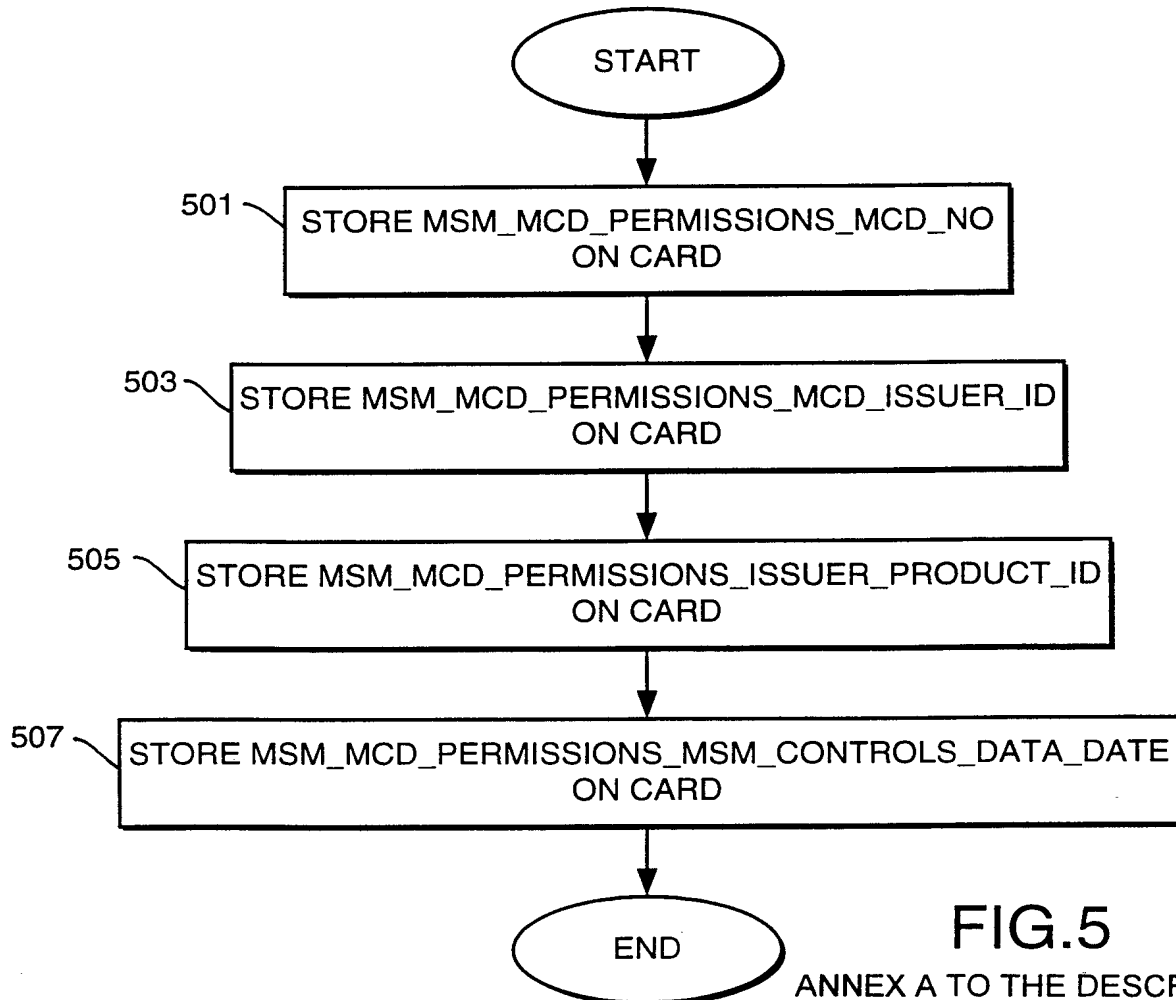 START
501
STORE MSM_MCD_PERMISSIONS_MCD_NO
ON CARD
503
STORE MSM_MCD_PERMISSIONS_MCD_ISSUER_ID
ON CARD
505
STORE MSM_MCD_PERMISSIONS_ISSUER_PRODUCT_ID
ON CARD
507
STORE MSM_MCD_PERMISSIONS_MSM_CONTROLS_DATA_DATE
ON CARD
END
FIG.5
ANNEX A TO THE